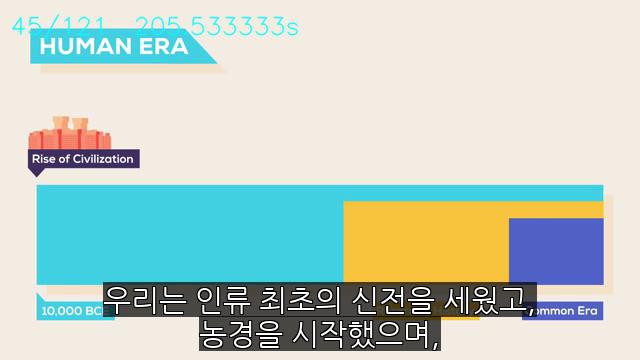 45/121 205.533333s
HUMAN ERA
Rise of Civilization
10,000 BC
ommon Era
우리는 인류 최초의 신전을 세웠고,
농경을 시작했으며,